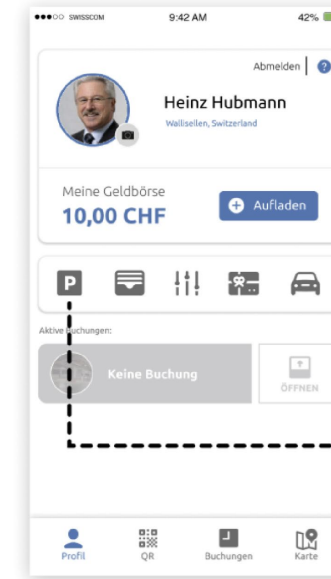 SWISSCOM 9:42 AM 42%
Abmelden ?
Heinz Hubmann
Wallisellen, Switzerland
Meine Geldbörse
10,00 CHF
+ Aufladen
P
Aktive Buchungen:
Keine Buchung
ÖFFNEN
Profil QR Buchungen Karte